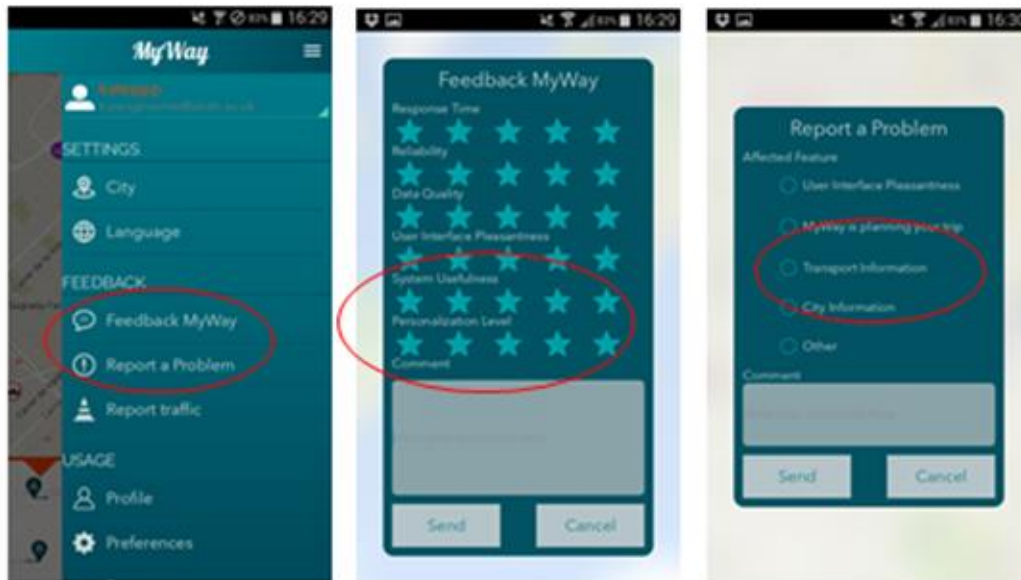 16:29
MyWay
SETTINGS
City
Language
FEEDBACK
Feedback MyWay
Report a Problem
Report traffic
USAGE
Profile
Preferences
16:29
Feedback MyWay
Response Time
Reliability
Data Quality
User Interface Pleasantness
System Usefulness
Personalization Level
Comment
Send
Cancel
16:30
Report a Problem
Affected Feature
User Interface Pleasantness
MyWay is planning your trip
Transport Information
City Information
Other
Comment
Send
Cancel